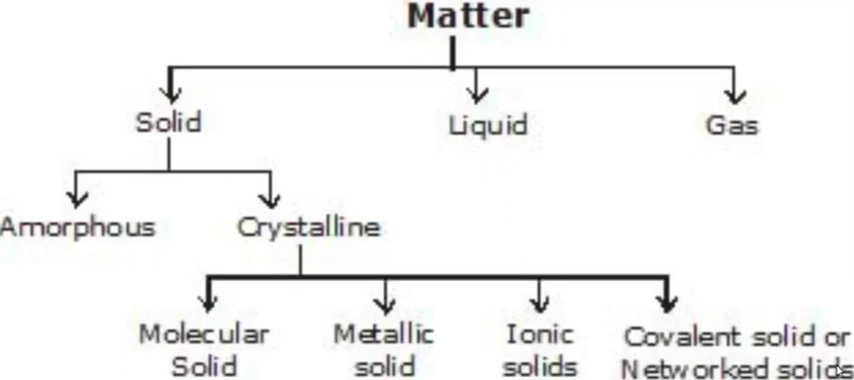 Matter
Solid
Liquid
Gas
Amorphous
Crystalline
Molecular
Solid
Metallic
solid
Ionic
solids
Covalent solid or
Networked solids